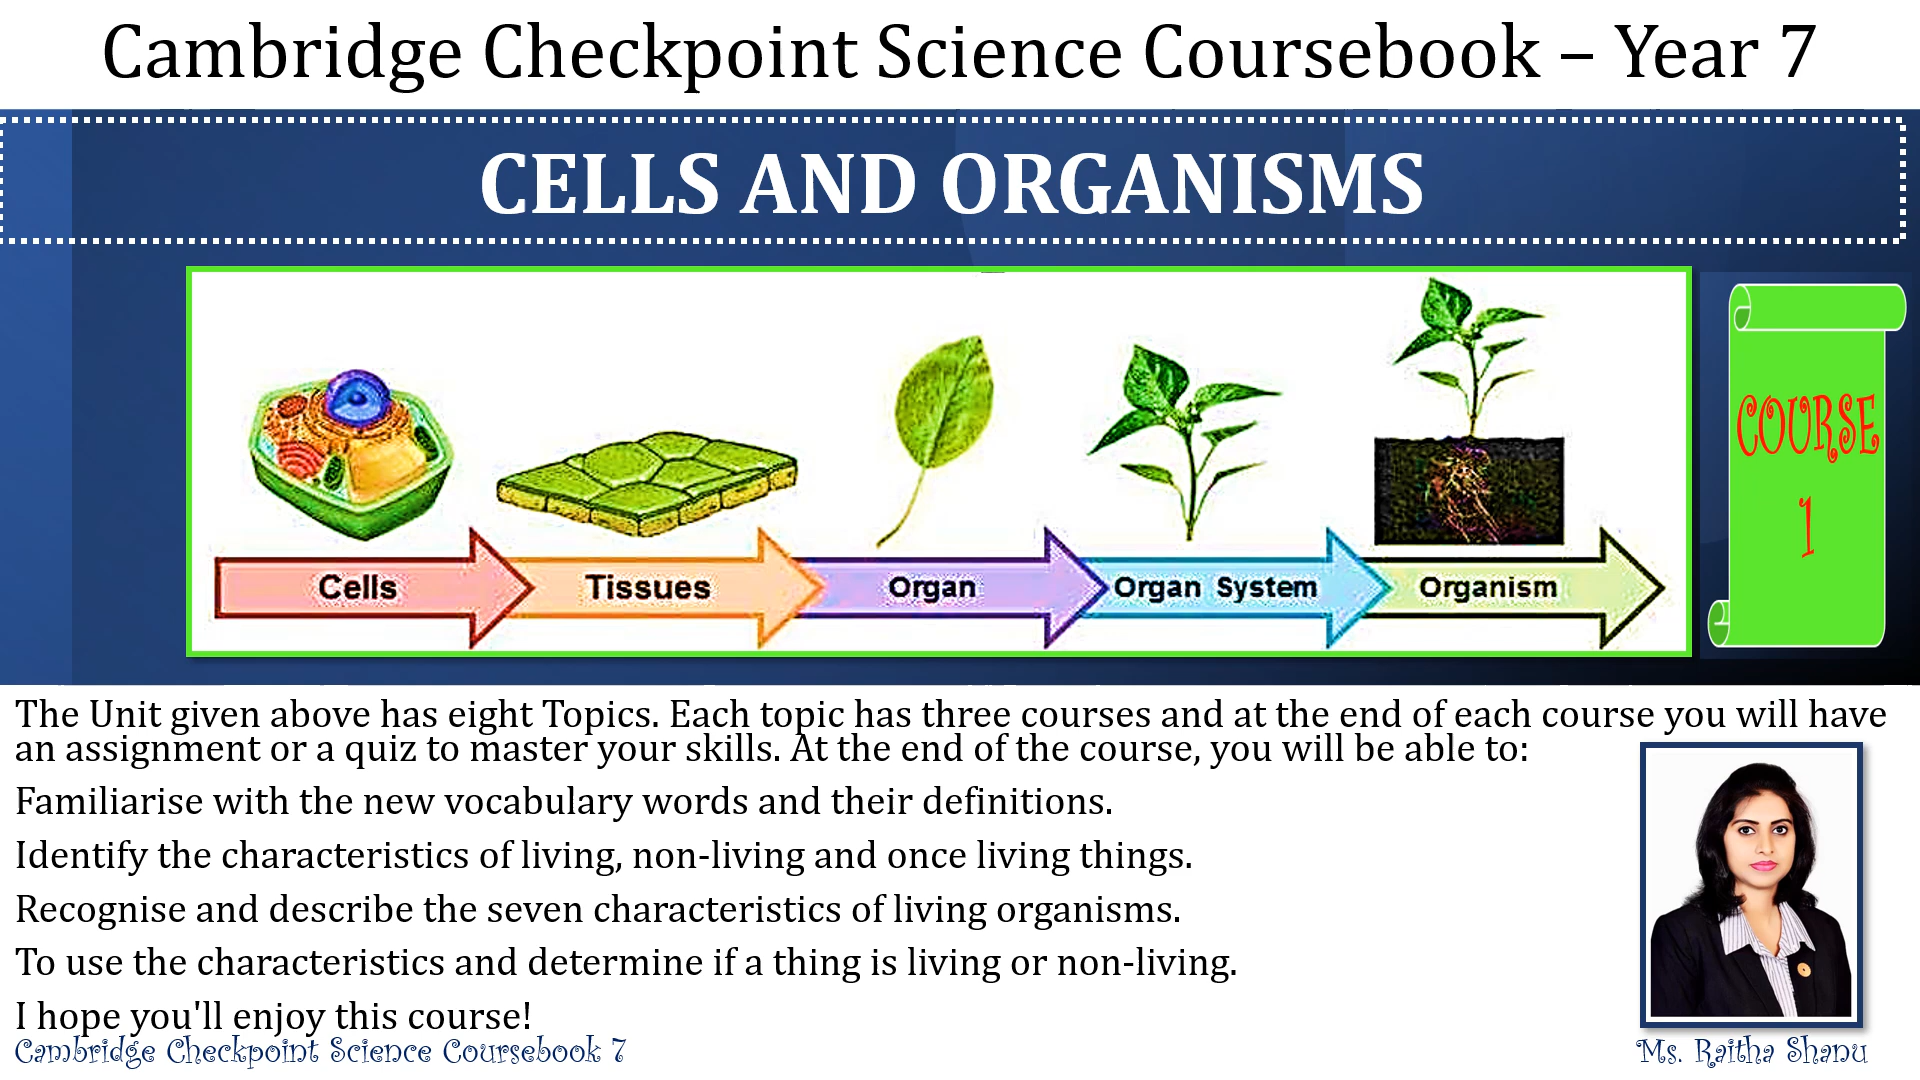 Cambridge Checkpoint Science Coursebook – Year 7
CELLS AND ORGANISMS
Cells
Tissues
Organ
Organ System
Organism
COURSE
1
The Unit given above has eight Topics. Each topic has three courses and at the end of each course you will have
an assignment or a quiz to master your skills. At the end of the course, you will be able to:
Familiarise with the new vocabulary words and their definitions.
Identify the characteristics of living, non-living and once living things.
Recognise and describe the seven characteristics of living organisms.
To use the characteristics and determine if a thing is living or non-living.
I hope you'll enjoy this course!
Cambridge Checkpoint Science Coursebook 7
Ms. Raitha Shanu